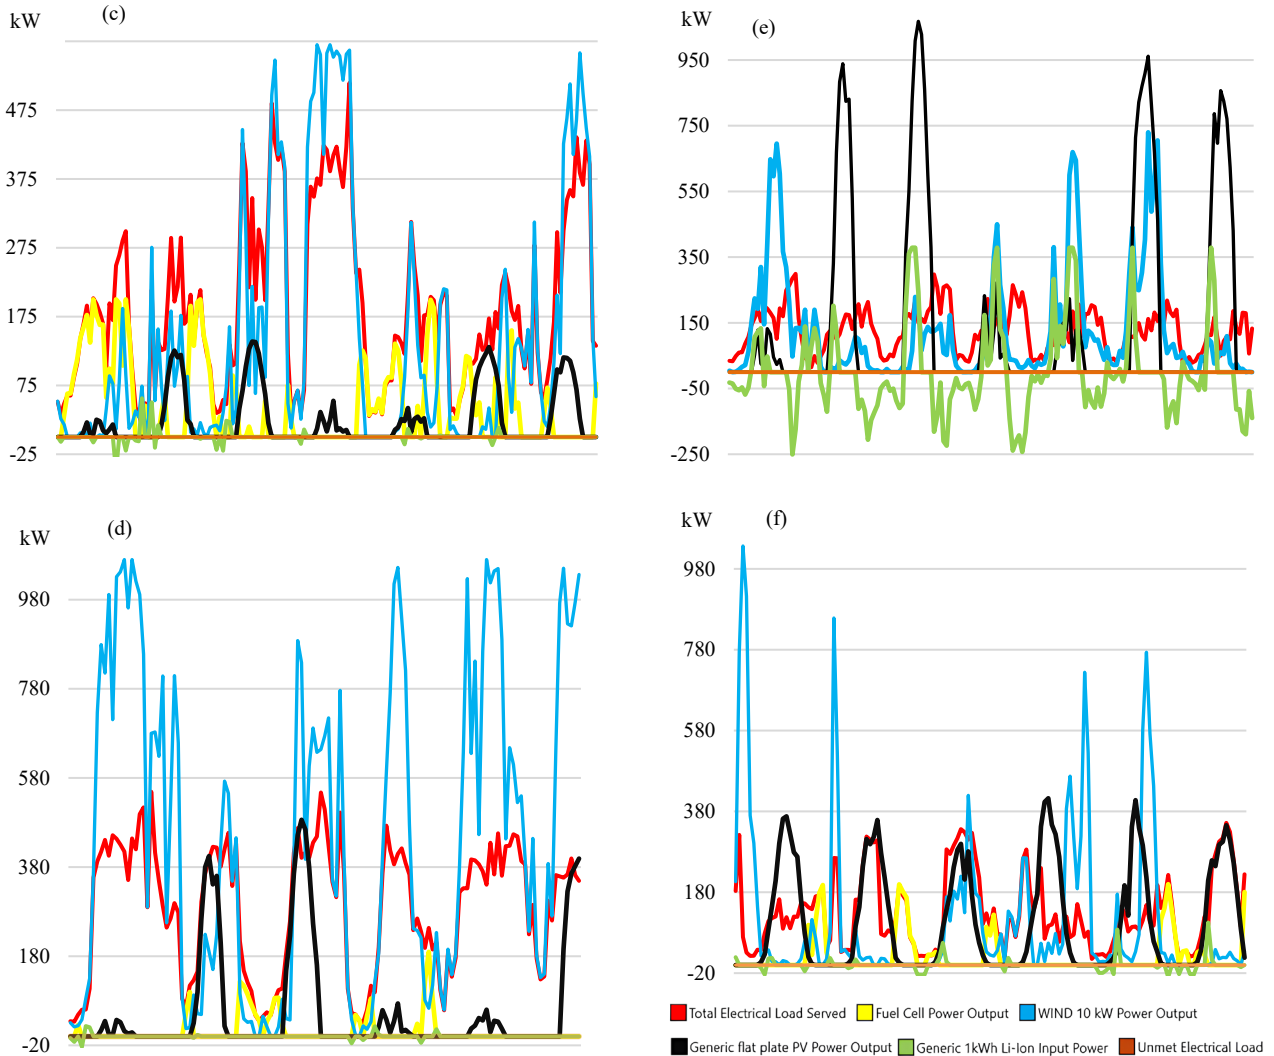 kW
(c)
475
375
275
175
75
-25
kW
(e)
950
750
550
350
150
-50
-250
kW
(d)
980
780
580
380
180
-20
kW
(f)
980
780
580
380
180
-20
Total Electrical Load Served Fuel Cell Power Output WIND 10 kW Power Output
Generic flat plate PV Power Output Generic 1kWh Li-Ion Input Power Unmet Electrical Load